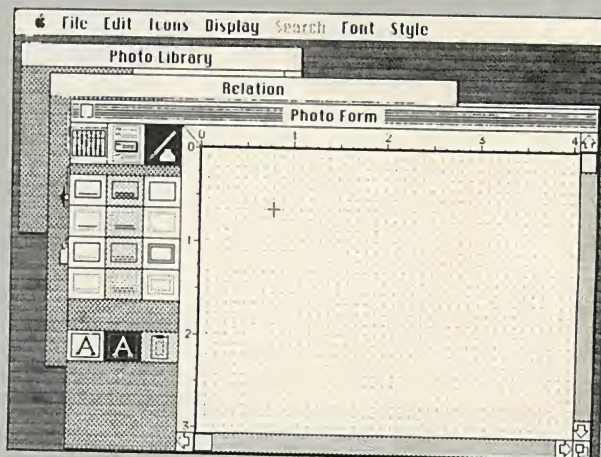 File Edit Icons Display Search Font Style
Photo Library
Relation
Photo Form
0 1 2 3 4
0
1
2
3
A A